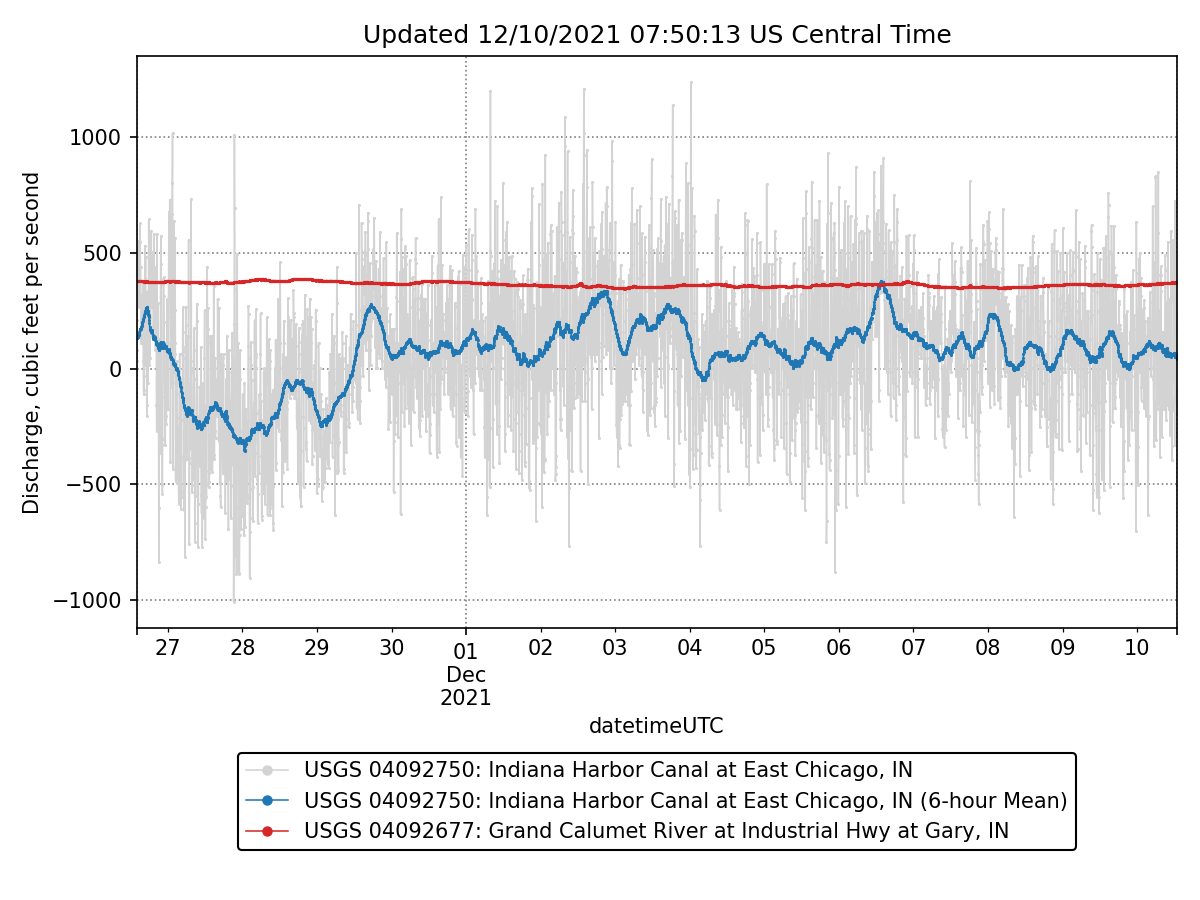 Updated 12/10/2021 07:50:13 US Central Time
Discharge, cubic feet per second
1000
500
0
−500
−1000
27 28 29 30 01 02 03 04 05 06 07 08 09 10
Dec
2021
datetimeUTC
USGS 04092750: Indiana Harbor Canal at East Chicago, IN
USGS 04092750: Indiana Harbor Canal at East Chicago, IN (6-hour Mean)
USGS 04092677: Grand Calumet River at Industrial Hwy at Gary, IN